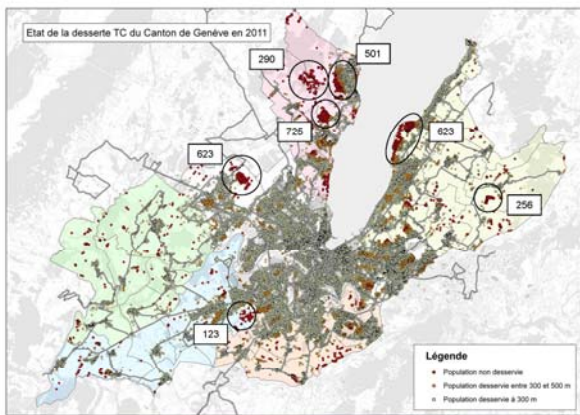 Etat de la desserte TC du Canton de Genève en 2011
290
501
725
623
623
256
123
Légende
Population non desservie
Population desservie entre 300 et 500 m
Population desservie à 300 m